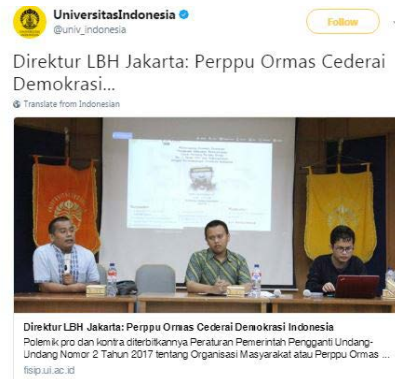 UniversitasIndonesia
@univ_indonesia
Follow
Direktur LBH Jakarta: Perppu Ormas Cederai
Demokrasi...
Translate from Indonesian
Direktur LBH Jakarta: Perppu Ormas Cederai Demokrasi Indonesia
Polemik pro dan kontra diterbitkannya Peraturan Pemerintah Pengganti Undang-
Undang Nomor 2 Tahun 2017 tentang Organisasi Masyarakat atau Perppu Ormas ...
fisip.ui.ac.id